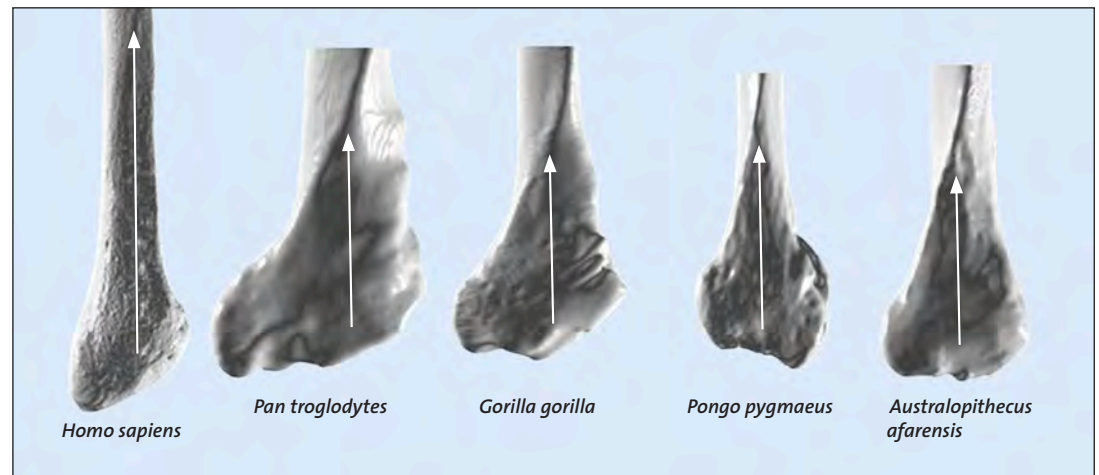 Homo sapiens
Pan troglodytes
Gorilla gorilla
Pongo pygmaeus
Australopithecus
afarensis